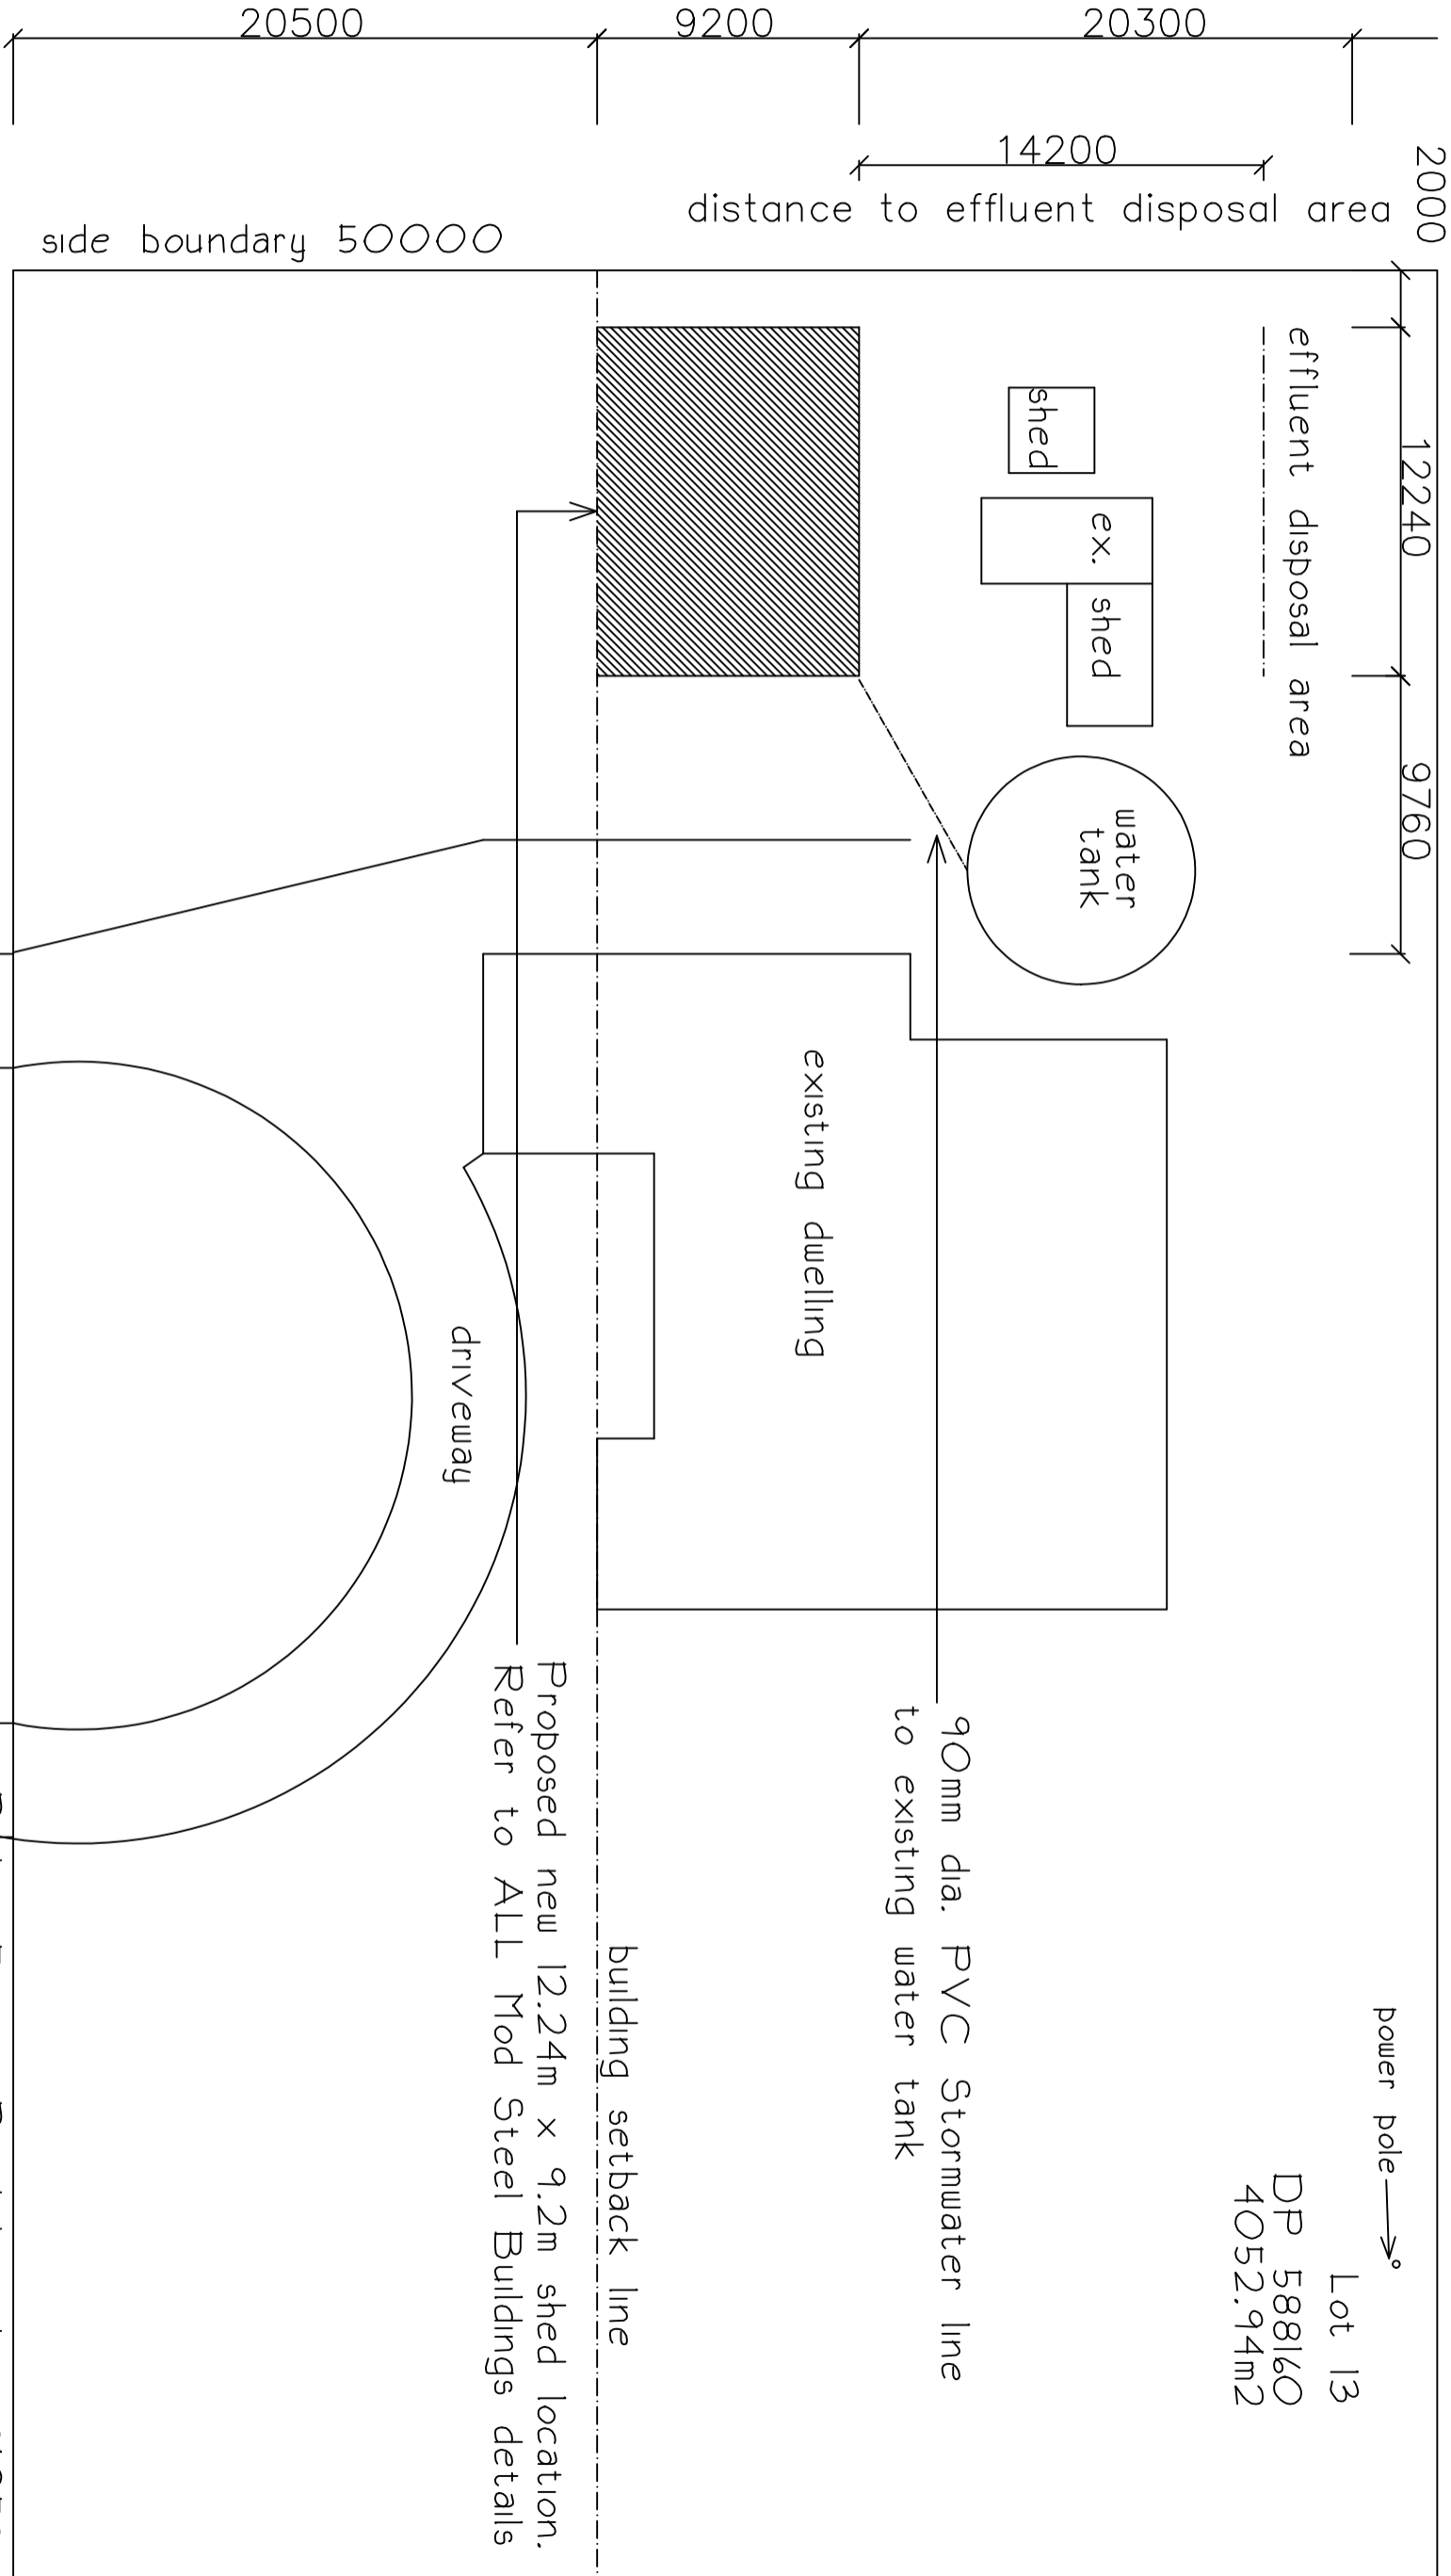 20500
9200
20300
14200
distance to effluent disposal area
side boundary 50000
2000
12240
9760
effluent disposal area
shed
ex. shed
water
tank
existing dwelling
driveway
power pole
Lot 13
DP 588160
4052.94m2
90mm dia. PVC Stormwater line
to existing water tank
building setback line
Proposed new 12.24m x 9.2m shed location.
Refer to ALL Mod Steel Buildings details